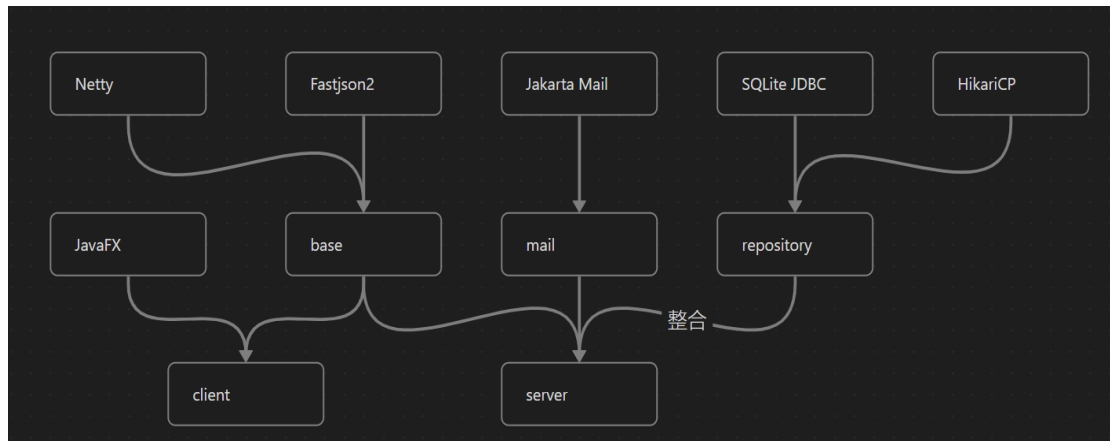 Netty
Fastjson2
Jakarta Mail
SQLite JDBC
HikariCP
JavaFX
base
mail
repository
整合
client
server